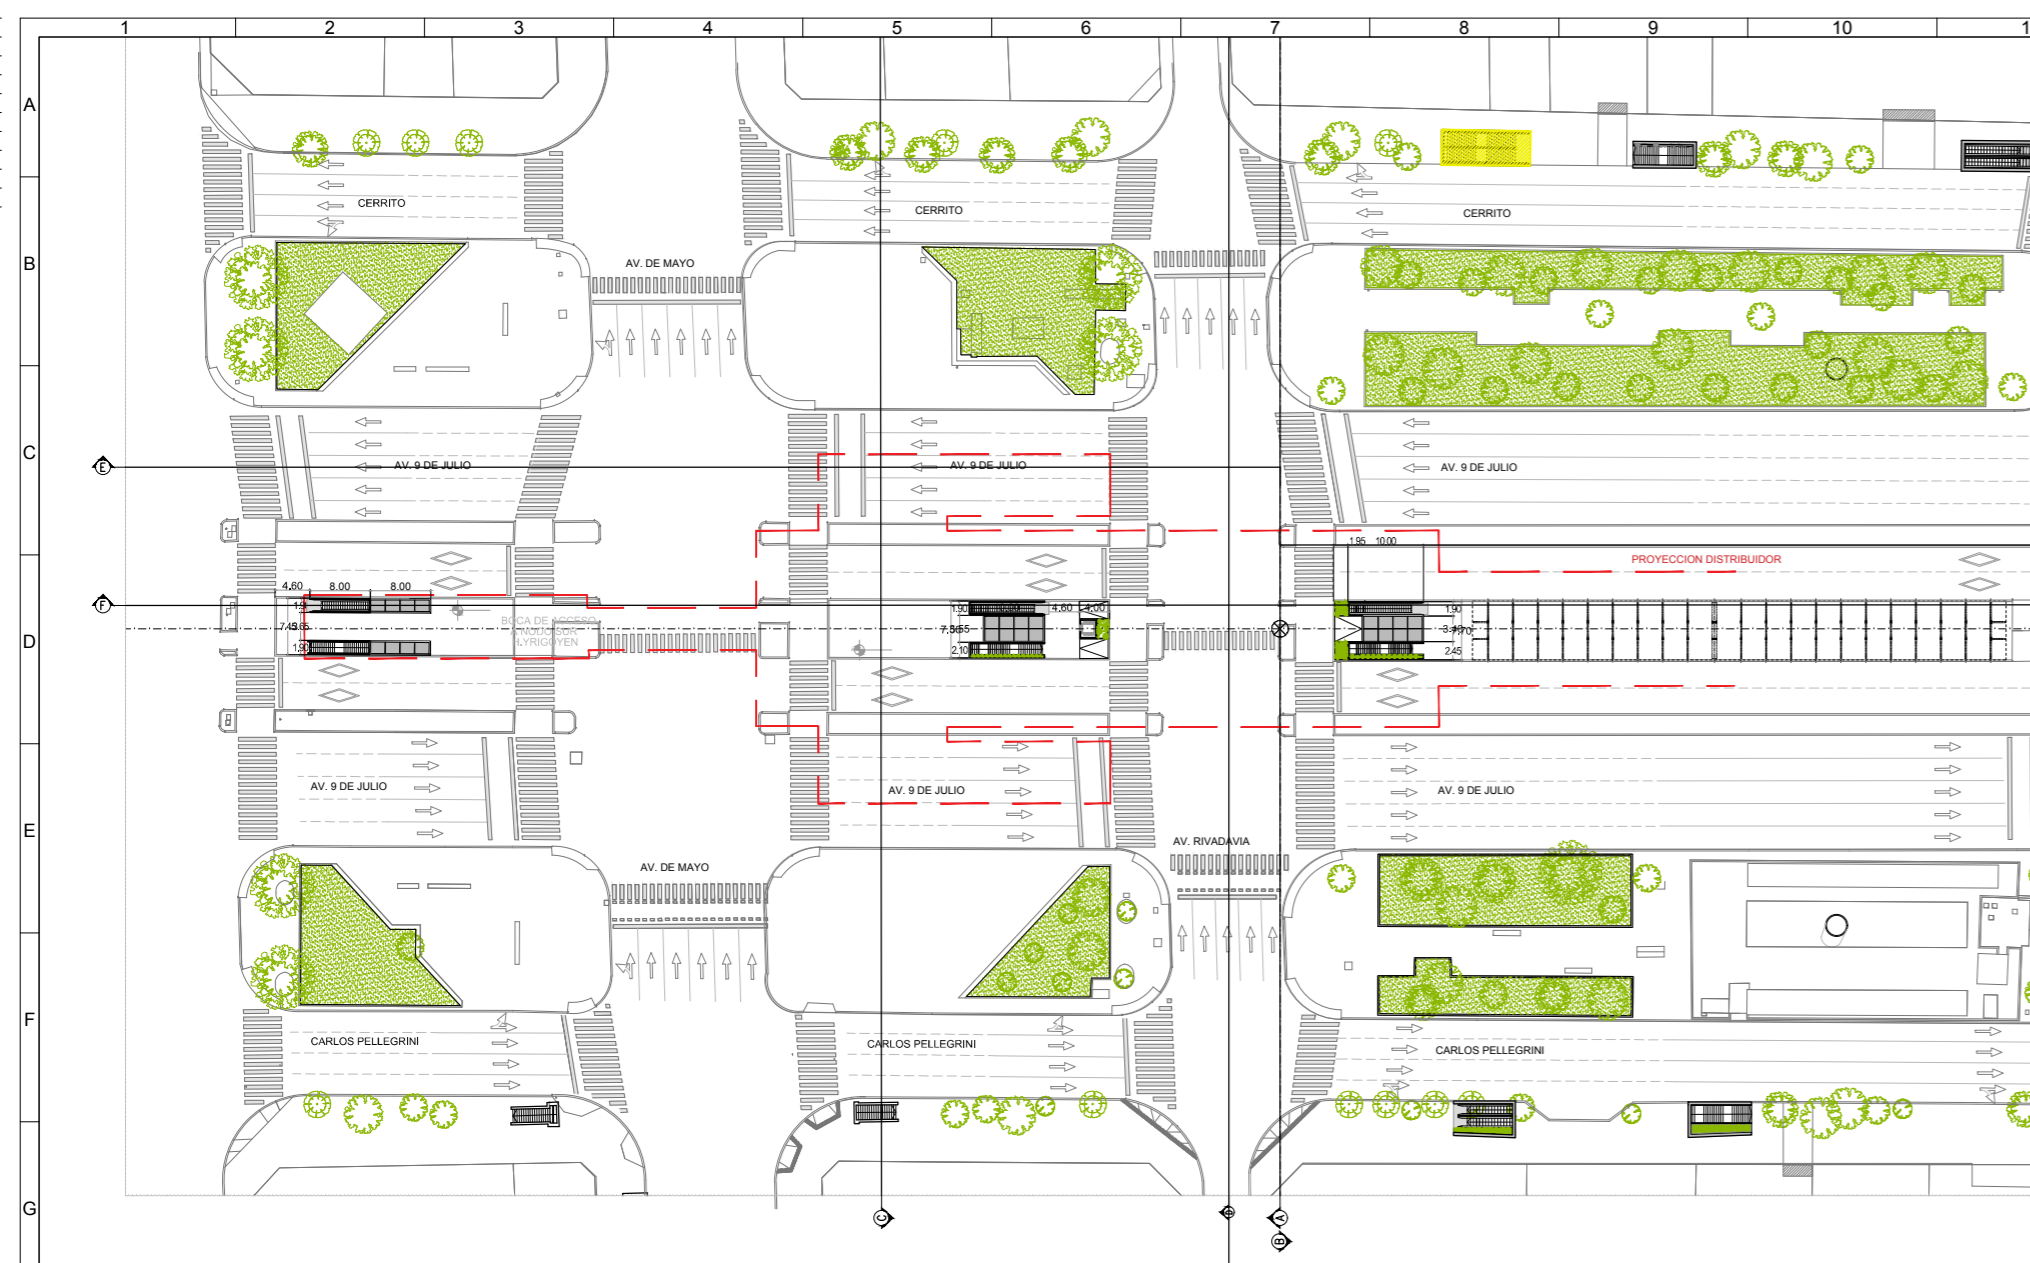 1 2 3 4 5 6 7 8 9 10 1
A
B
C
D
E
F
G
CERRITO
CERRITO
CERRITO
AV. DE MAYO
AV. 9 DE JULIO
AV. 9 DE JULIO
AV. 9 DE JULIO
E
1.95 10.00
PROYECCION DISTRIBUIDOR
4.60 8.00 8.00
F
1.90 4.60 4.00
1.90
BOCA DE ACCESO
A NODO SUR
H.YRIGOYEN
1.90
2.10
2.45
AV. 9 DE JULIO
AV. 9 DE JULIO
AV. 9 DE JULIO
AV. RIVADAVIA
AV. DE MAYO
CARLOS PELLEGRINI
CARLOS PELLEGRINI
CARLOS PELLEGRINI
C
D
A
B